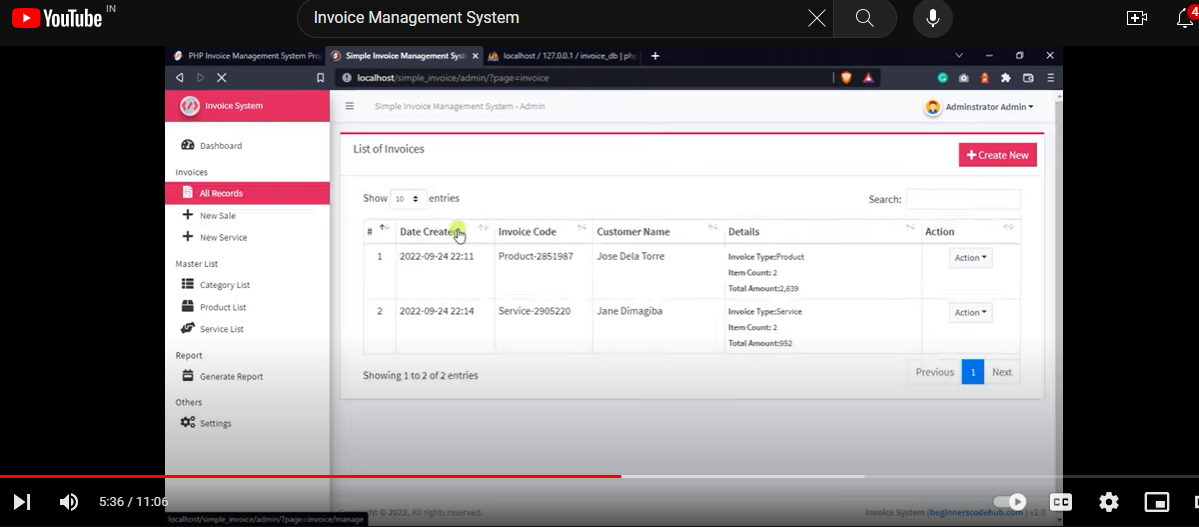 YouTube IN
Invoice Management System
4
PHP Invoice Management System Pro
Simple Invoice Management Syst
localhost / 127.0.0.1 / invoice_db | php
localhost/simple_invoice/admin/?page=invoice
Invoice System
Simple Invoice Management System - Admin
Adminstrator Admin
Dashboard
Invoices
All Records
New Sale
New Service
Master List
Category List
Product List
Service List
Report
Generate Report
Others
Settings
List of Invoices
+ Create New
Show 10 entries
Search:
# Date Created Invoice Code Customer Name Details Action
1 2022-09-24 22:11 Product-2851987 Jose Dela Torre Invoice Type:Product Action
Item Count: 2
Total Amount:2,639
2 2022-09-24 22:14 Service-2905220 Jane Dimagiba Invoice Type:Service Action
Item Count: 2
Total Amount:952
Showing 1 to 2 of 2 entries
Previous 1 Next
5:36 / 11:06
CC
© 2022. All rights reserved.
Invoice System (beginnerscodehub.com) v2.0
localhost/simple_invoice/admin/?page=invoice/manage